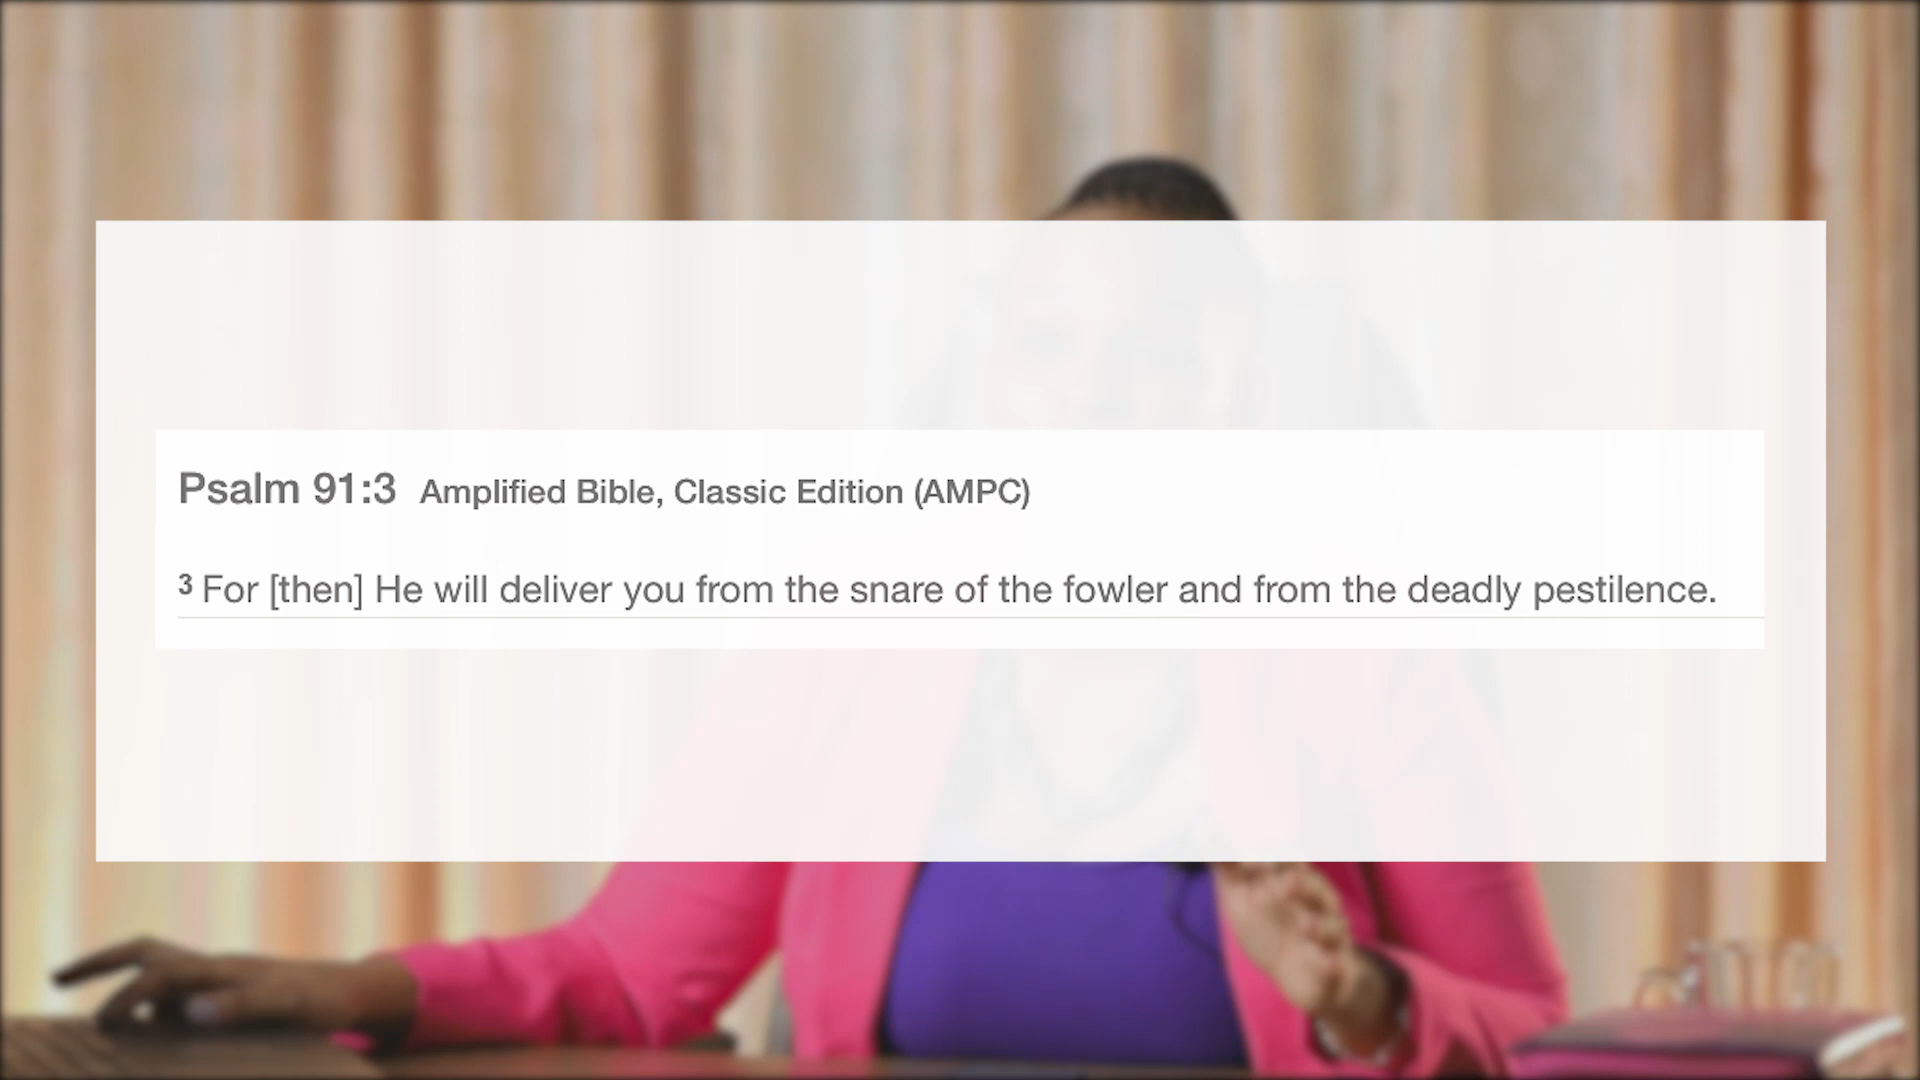 Psalm 91:3 Amplified Bible, Classic Edition (AMPC)
3 For [then] He will deliver you from the snare of the fowler and from the deadly pestilence.